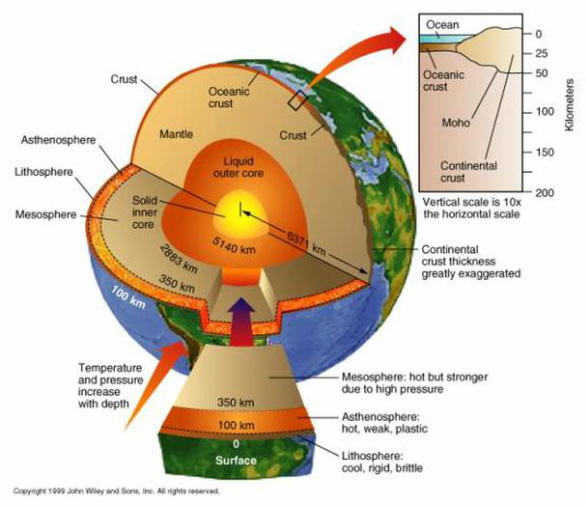 Ocean
Oceanic
crust
Moho
Continental
crust
0
25
50
100
150
200
Kilometers
Vertical scale is 10x
the horizontal scale
Crust
Oceanic
crust
Mantle
Crust
Asthenosphere
Lithosphere
Mesosphere
Liquid
outer core
Solid
inner
core
5140 km
6371 km
2883 km
350 km
100 km
Continental
crust thickness
greatly exaggerated
Temperature
and pressure
increase
with depth
350 km
100 km
0
Surface
Mesosphere: hot but stronger
due to high pressure
Asthenosphere:
hot, weak, plastic
Lithosphere:
cool, rigid, brittle
Copyright 1999 John Wiley and Sons, Inc. All rights reserved.